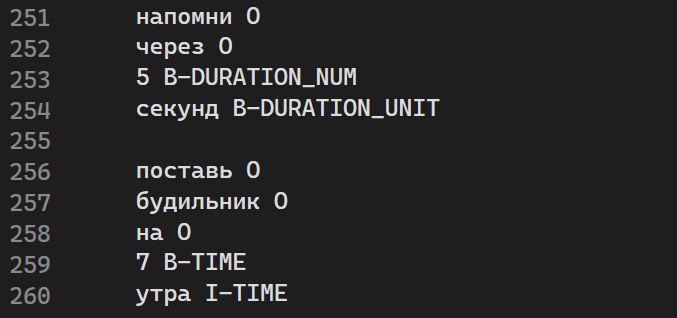 251 напомни O
252 через O
253 5 B-DURATION_NUM
254 секунд B-DURATION_UNIT
255
256 поставь O
257 будильник O
258 на O
259 7 B-TIME
260 утра I-TIME